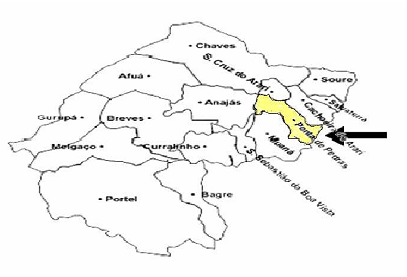 Chaves
S. Cruz do Arari
Soure
Afuá
Salvaterra
Anajás
Cachoeira do Arari
Gurupá
Breves
Ponta de Pedras
Muaná
Melgaço
Curralinho
S. Sebastião da Boa Vista
Portel
Bagre